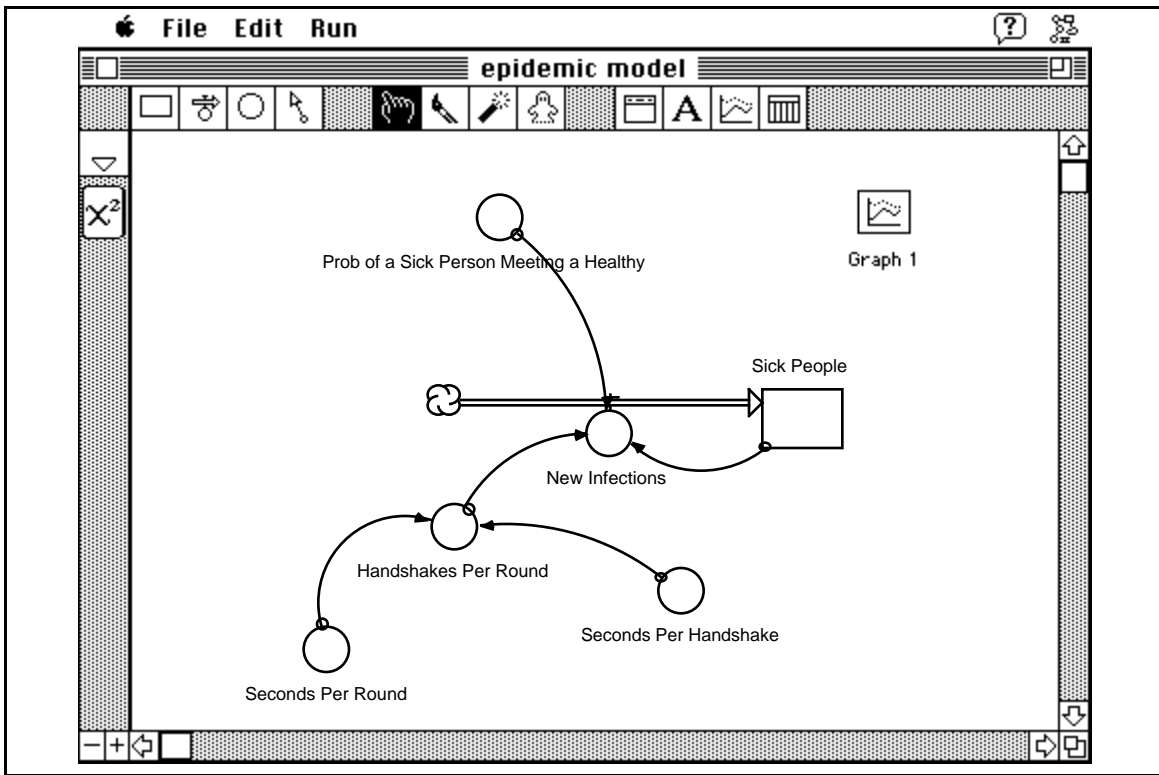 File Edit Run
?
epidemic model
A
X²
Prob of a Sick Person Meeting a Healthy
Graph 1
Sick People
New Infections
Handshakes Per Round
Seconds Per Handshake
Seconds Per Round
− +